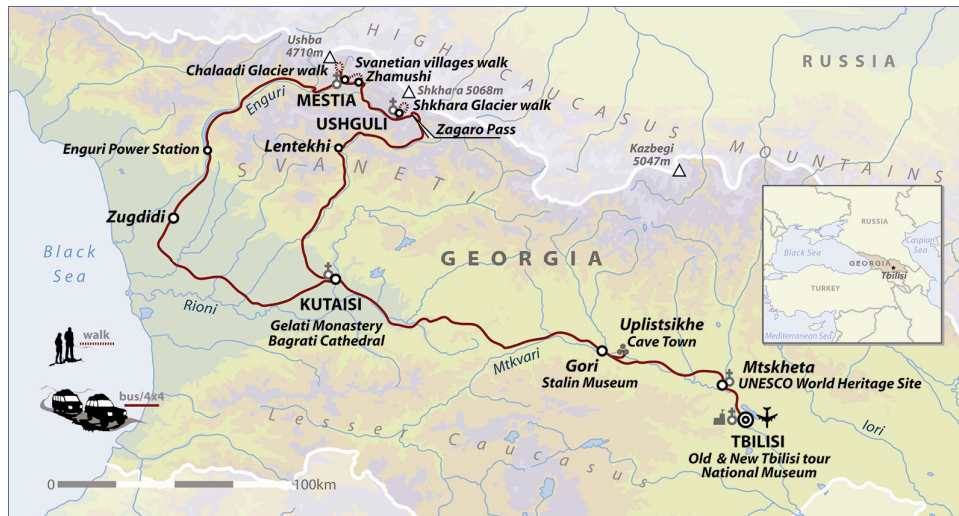 Ushba
4710m
HIGH CAUCASUS MOUNTAINS
RUSSIA
Svanetian villages walk
Chalaadi Glacier walk
Zhamushi
Enguri
MESTIA
Shkhara 5068m
Shkhara Glacier walk
USHGULI
Zagaro Pass
Enguri Power Station
Lentekhi
SVANETI
Kazbegi
5047m
Zugdidi
Black
Sea
GEORGIA
Rioni
KUTAISI
Gelati Monastery
Bagrati Cathedral
Mtkvari
Uplistsikhe
Cave Town
Gori
Stalin Museum
Mtskheta
UNESCO World Heritage Site
Iori
TBILISI
Old & New Tbilisi tour
National Museum
Lesser Caucasus
walk
bus/4x4
0 100km
RUSSIA
Black Sea
Caspian
Sea
GEORGIA
Tbilisi
TURKEY
Mediterranean Sea